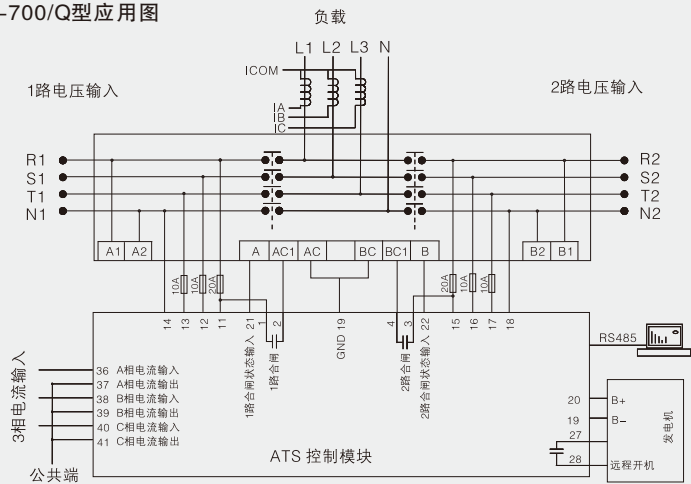 -700/Q型应用图
负载
L1 L2 L3 N
ICOM
1路电压输入
2路电压输入
IA
IB
IC
R1
R2
S1
S2
T1
T2
N1
N2
A1 A2 A AC1 AC BC BC1 B B2 B1
10A 10A 20A 20A 10A 10A
14 13 12 11 21 1 2 GND 19 4 3 22 15 16 17 18
1路合闸状态输入
1路合闸
2路合闸
2路合闸状态输入
RS485
3相电流输入
36 A相电流输入
37 A相电流输出
38 B相电流输入
39 B相电流输出
40 C相电流输入
41 C相电流输出
公共端
ATS 控制模块
20 B+
19 B-
27
28 远程开机
发电机